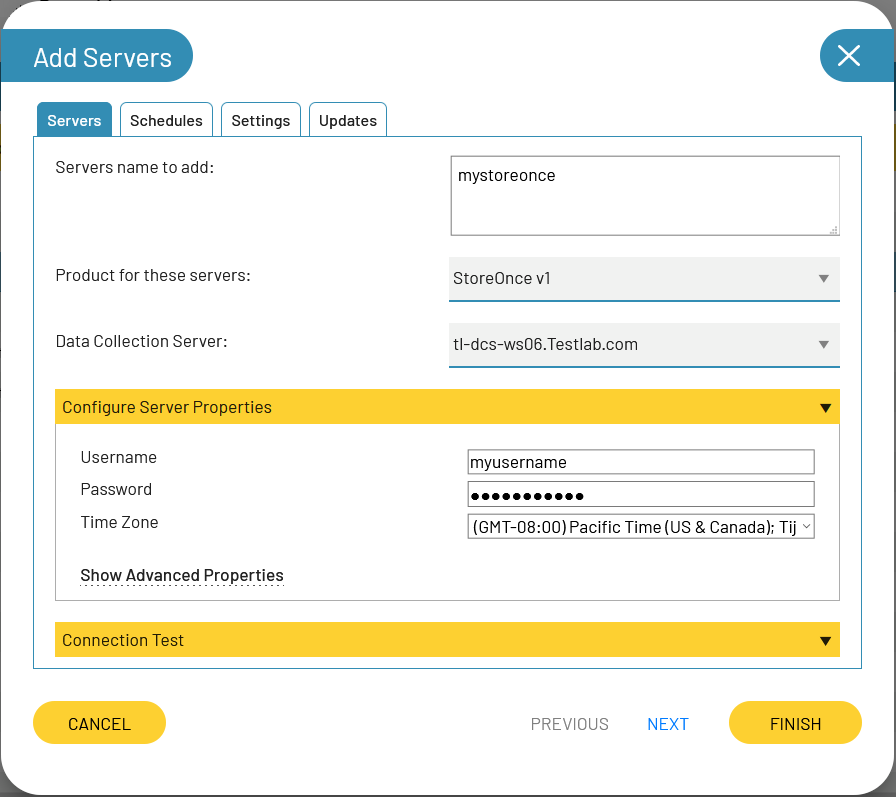 Add Servers
Servers Schedules Settings Updates
Servers name to add: mystoreonce
Product for these servers: StoreOnce v1
Data Collection Server: tl-dcs-ws06.Testlab.com
Configure Server Properties
Username myusername
Password ●●●●●●●●●●●
Time Zone (GMT-08:00) Pacific Time (US & Canada); Tij
Show Advanced Properties
Connection Test
CANCEL PREVIOUS NEXT FINISH